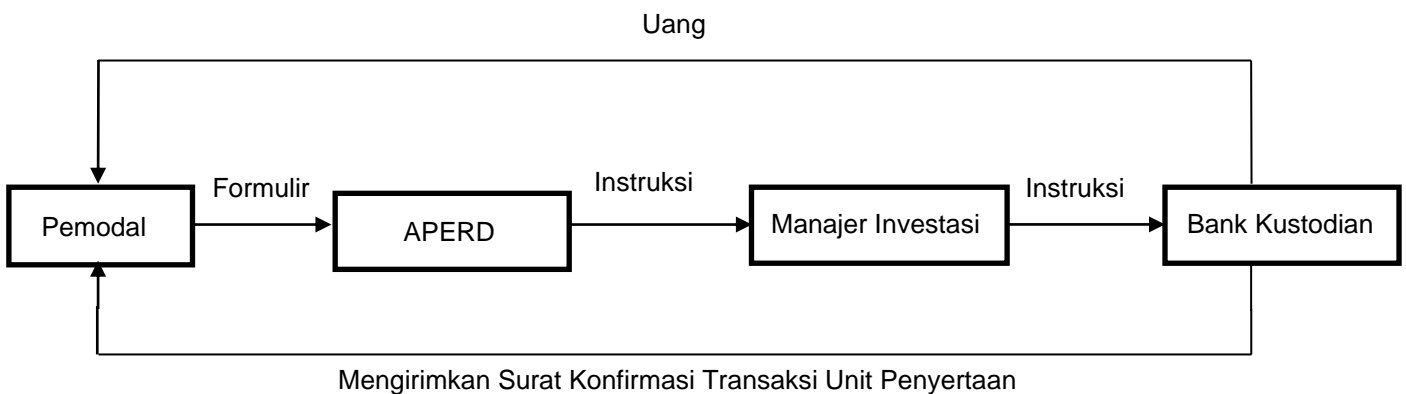 Uang
Formulir
Instruksi
Instruksi
Pemodal
APERD
Manajer Investasi
Bank Kustodian
Mengirimkan Surat Konfirmasi Transaksi Unit Penyertaan